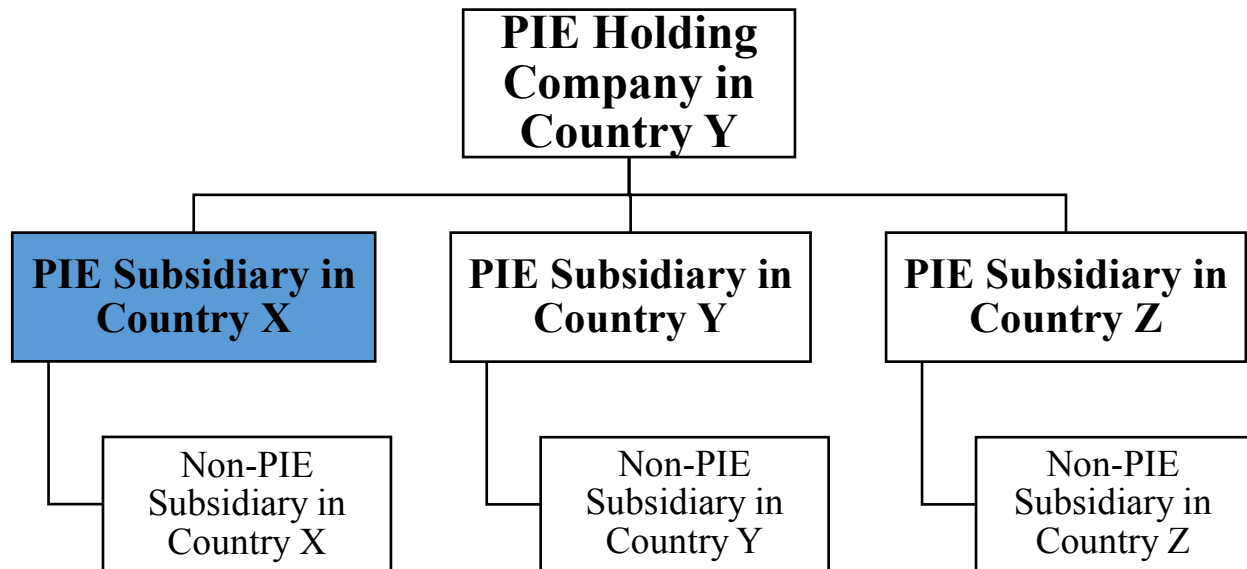 PIE Holding
Company in
Country Y
PIE Subsidiary in
Country X
PIE Subsidiary in
Country Y
PIE Subsidiary in
Country Z
Non-PIE
Subsidiary in
Country X
Non-PIE
Subsidiary in
Country Y
Non-PIE
Subsidiary in
Country Z